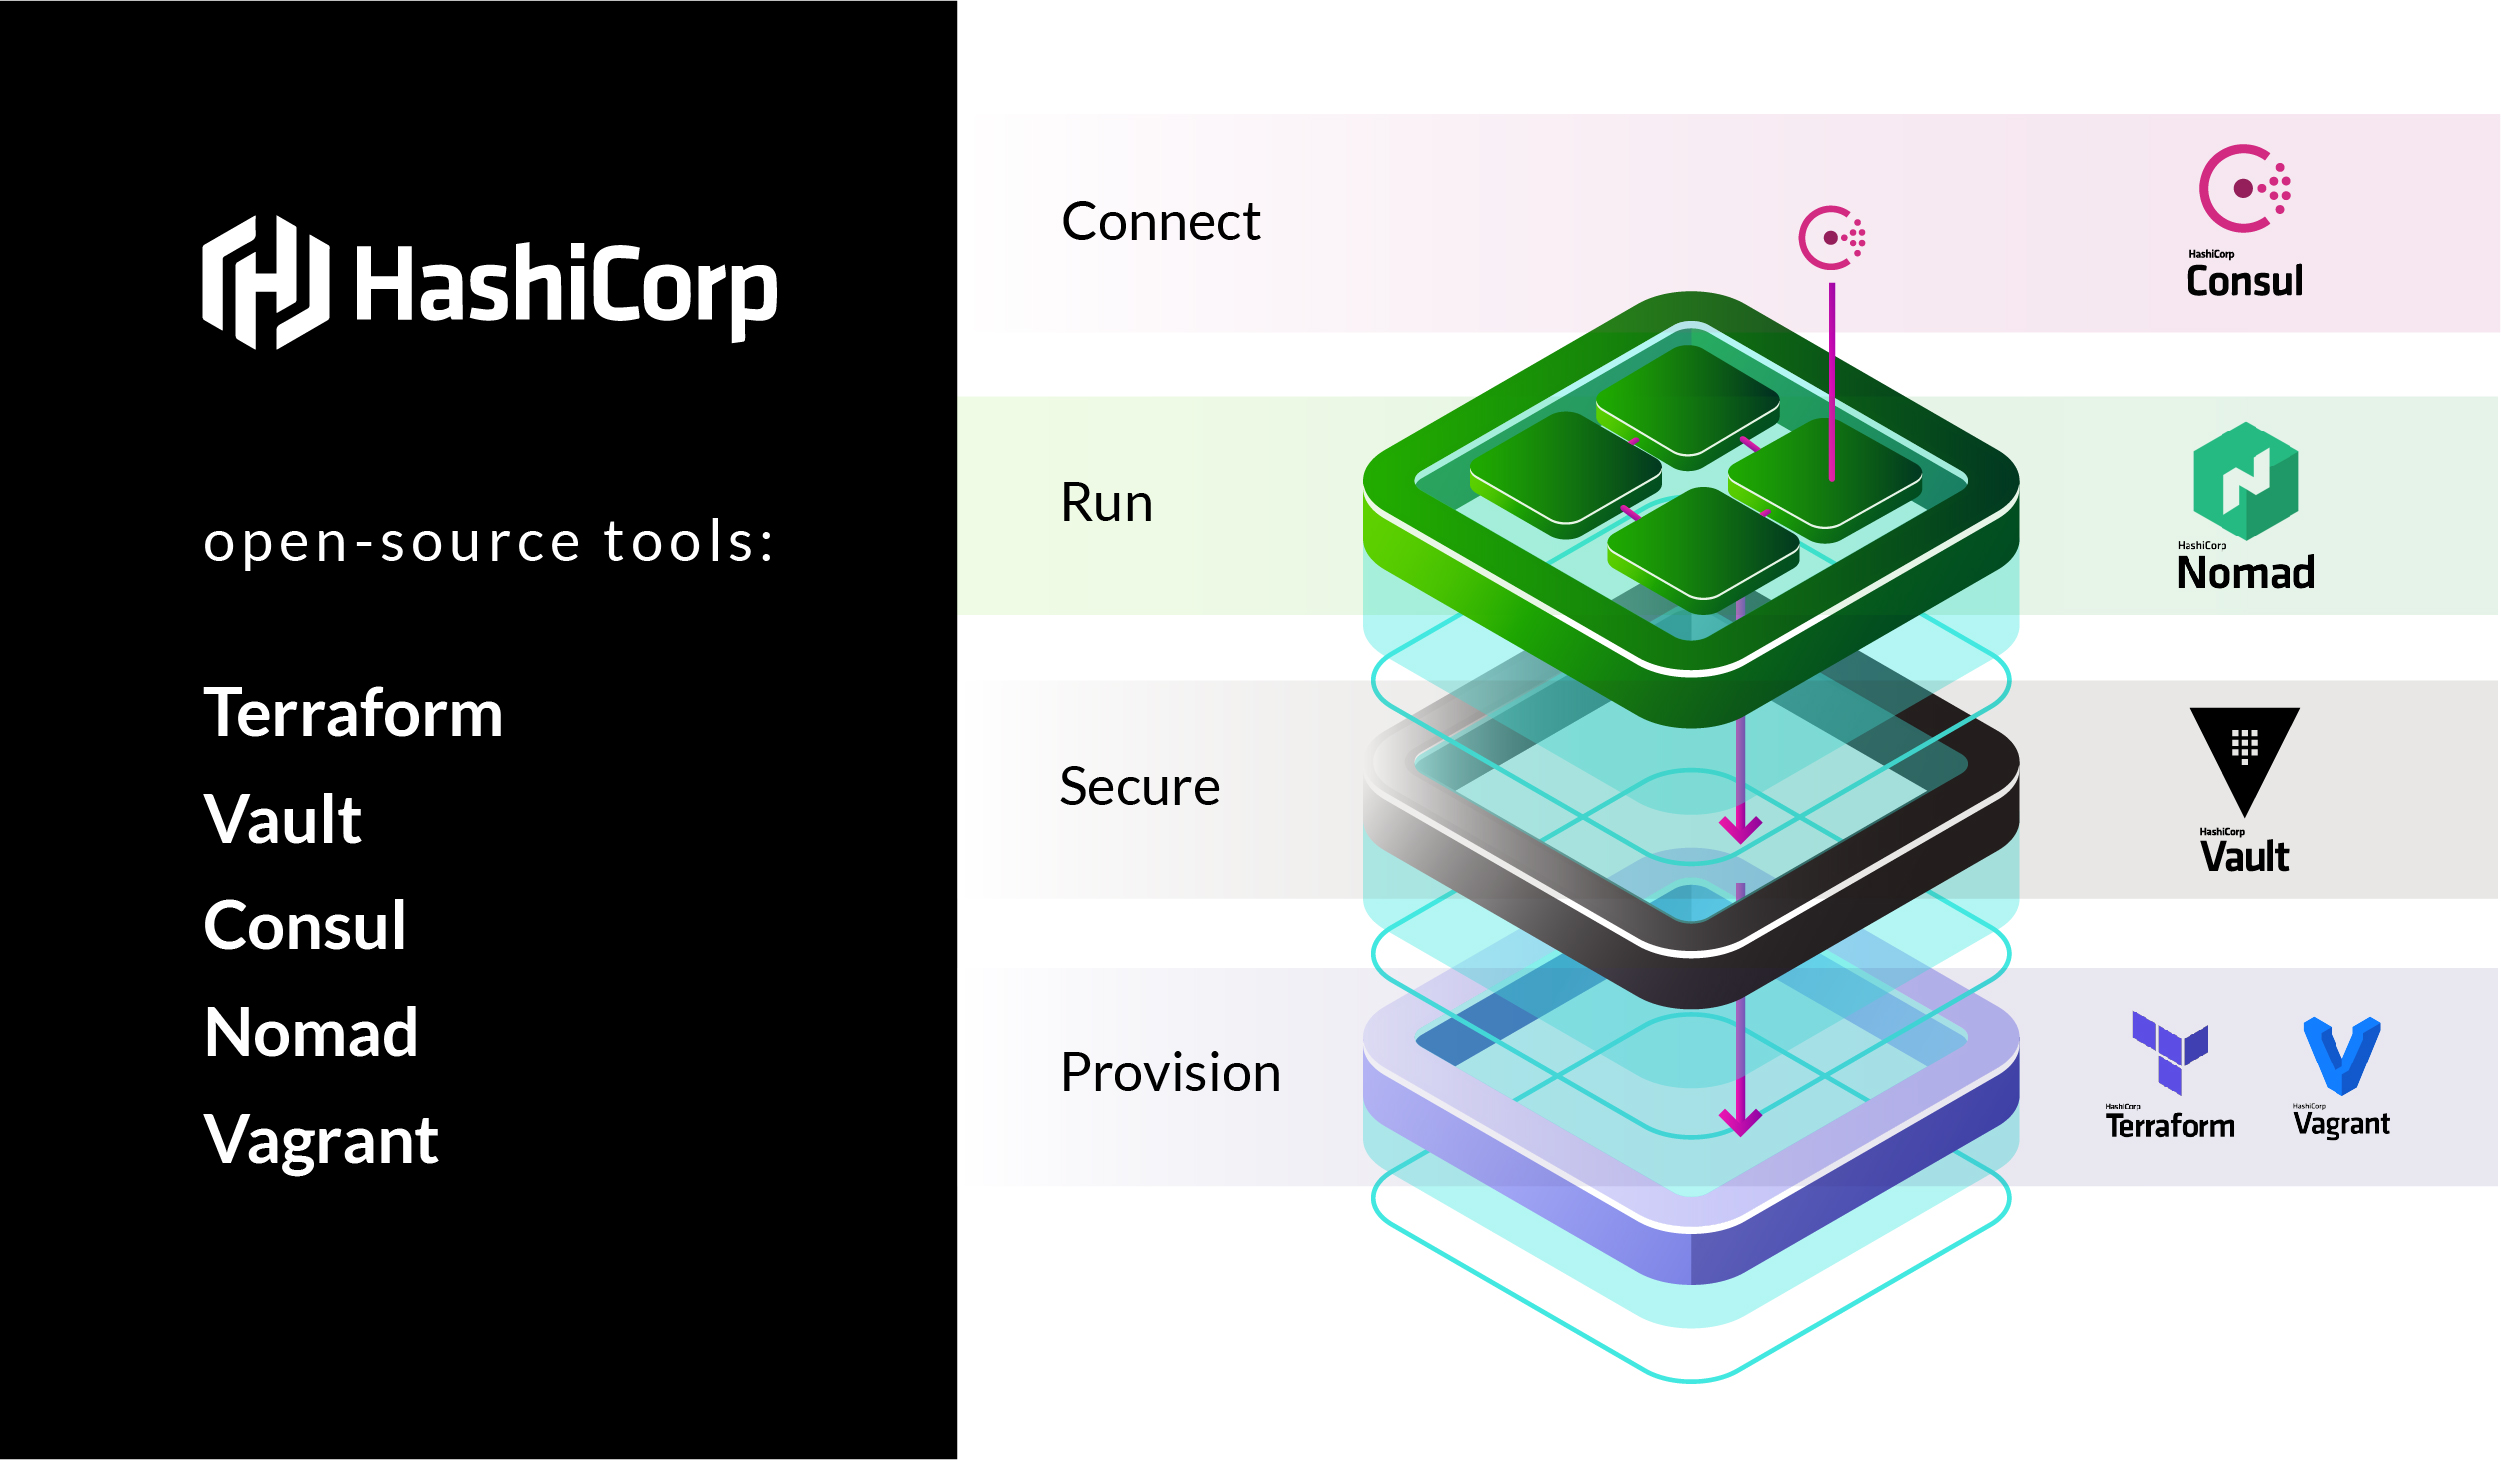 HashiCorp
open-source tools:
Terraform
Vault
Consul
Nomad
Vagrant
Connect
HashiCorp
Consul
Run
HashiCorp
Nomad
Secure
HashiCorp
Vault
Provision
HashiCorp
Terraform
HashiCorp
Vagrant